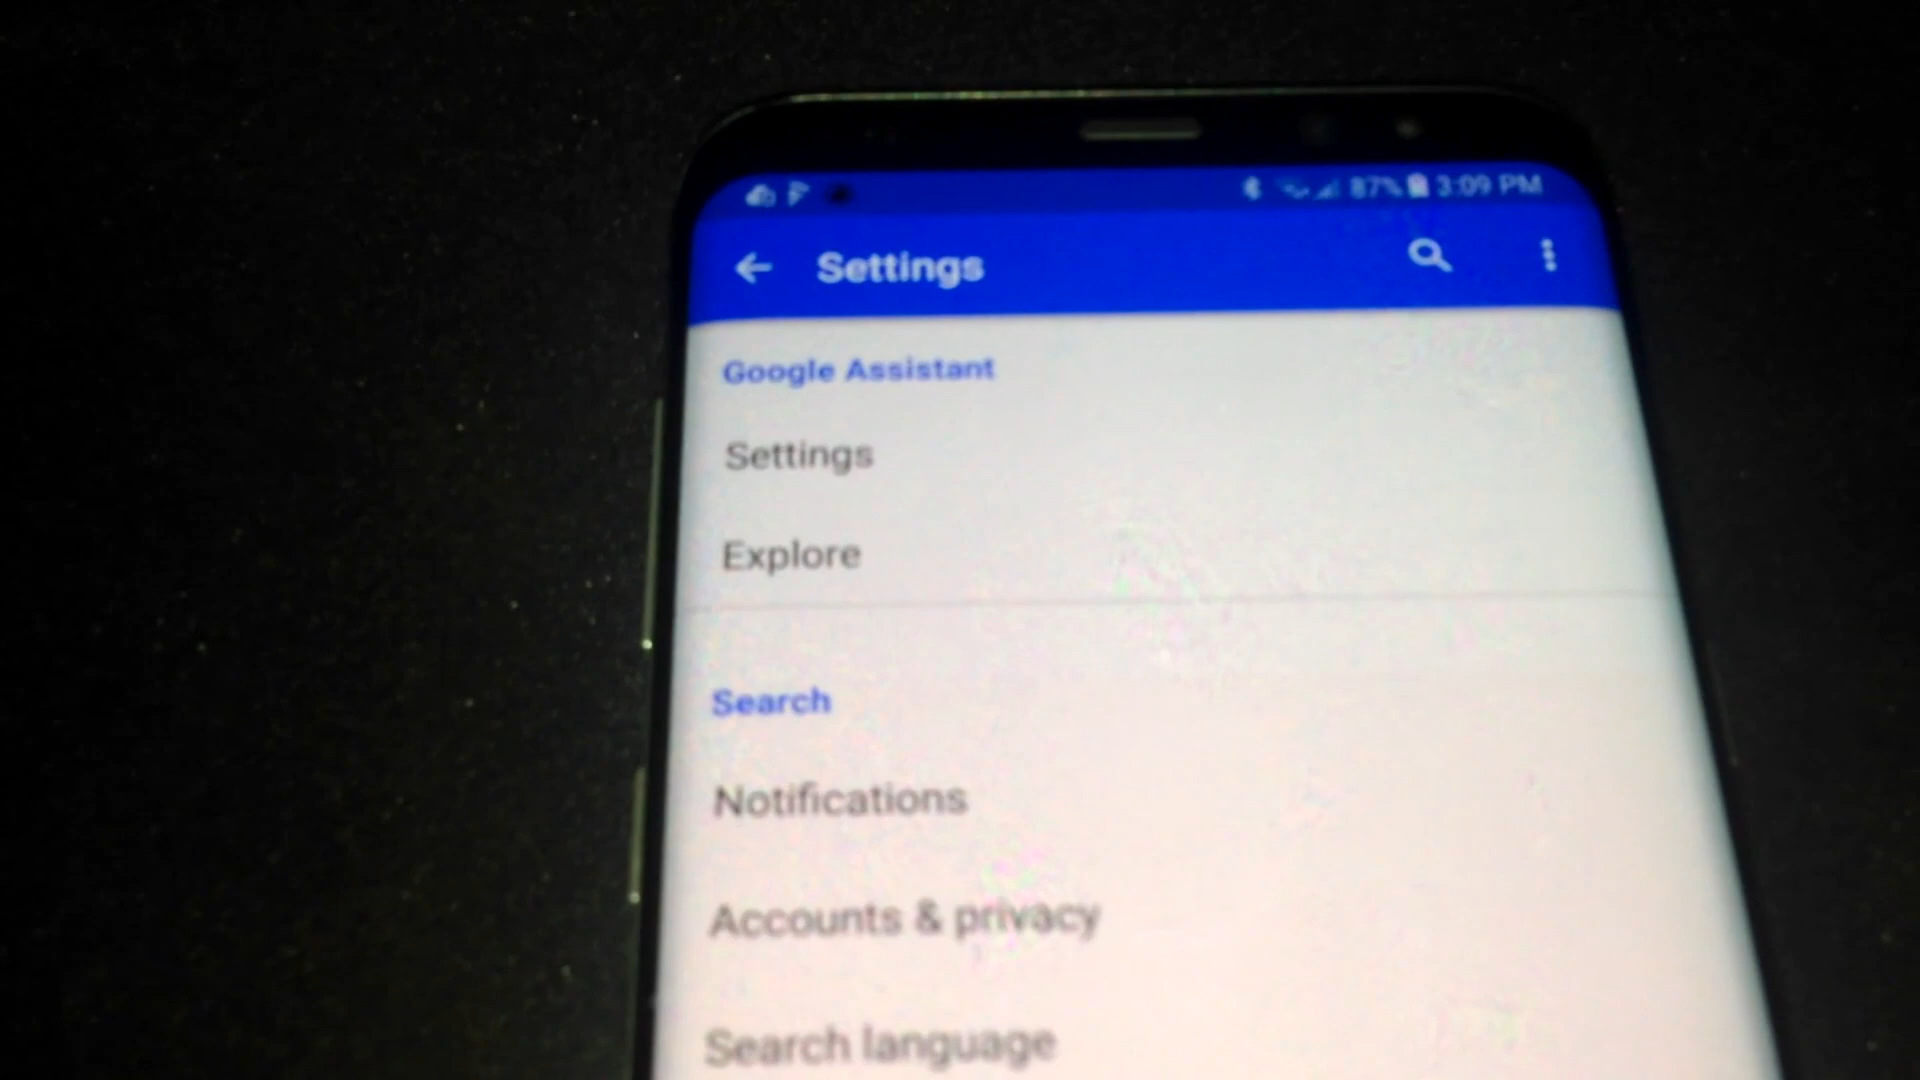 87% 3:09 PM
Settings
Google Assistant
Settings
Explore
Search
Notifications
Accounts & privacy
Search language